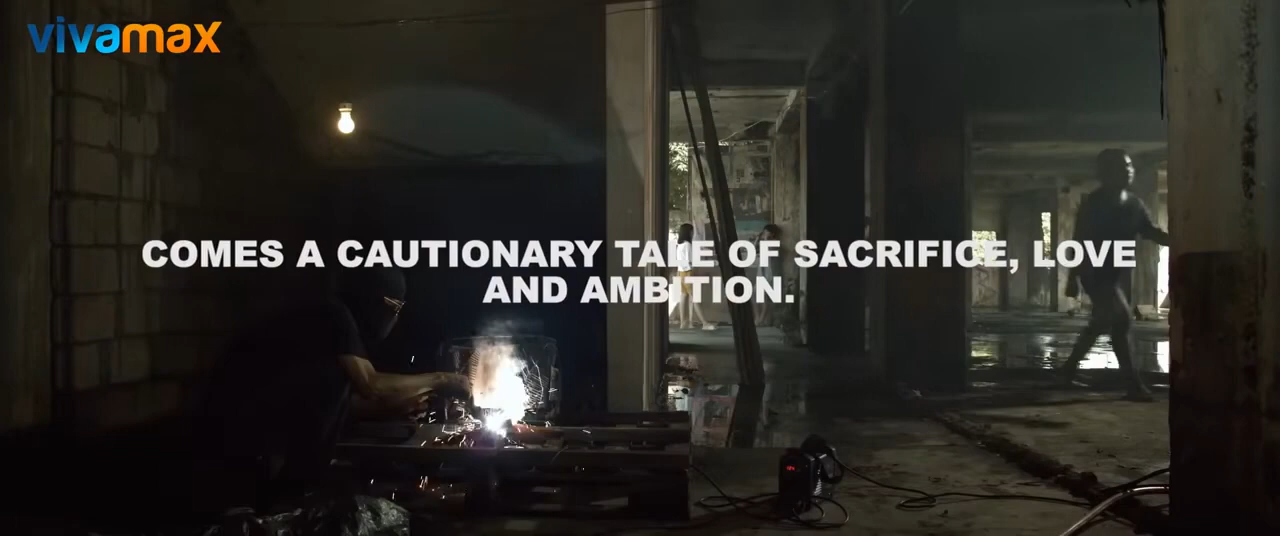 vivamax
COMES A CAUTIONARY TALE OF SACRIFICE, LOVE
AND AMBITION.